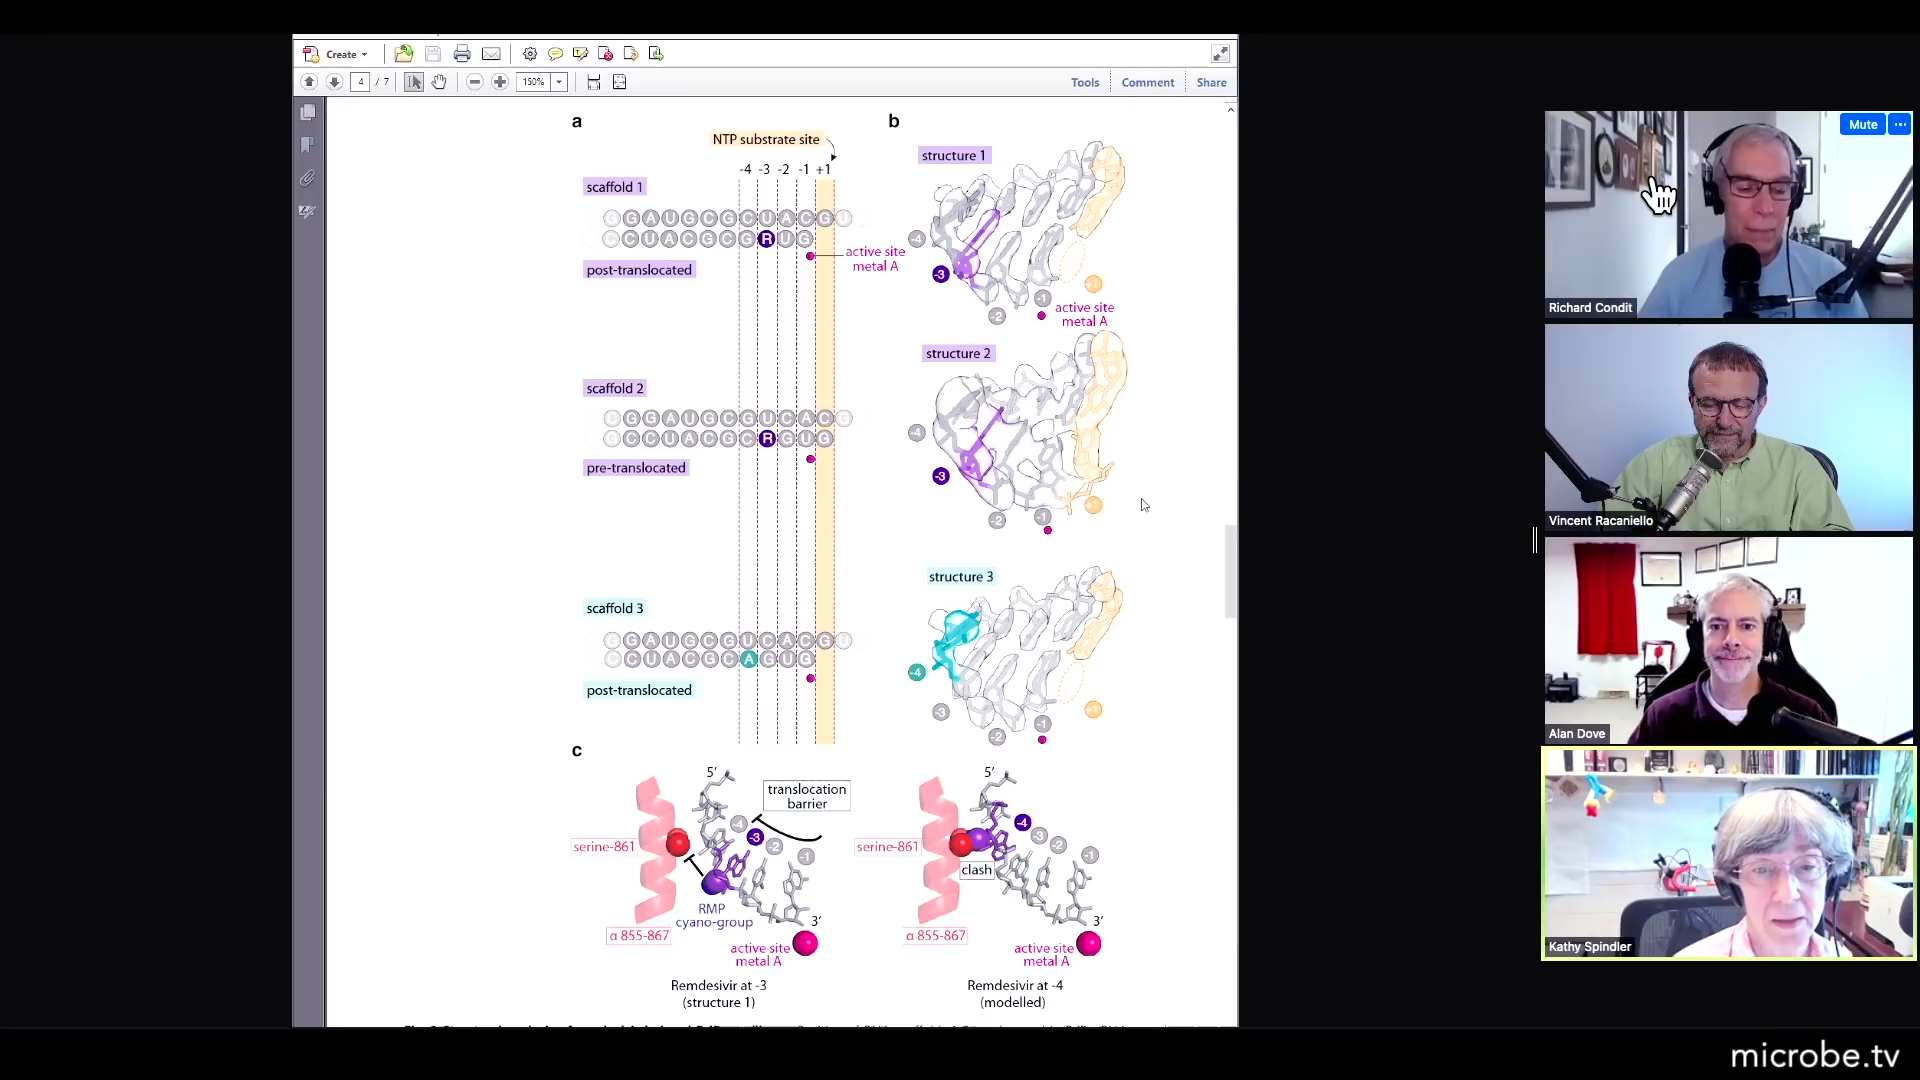 Create
4 / 7
150%
Tools
Comment
Share
a
NTP substrate site
-4 -3 -2 -1 +1
scaffold 1
G G A U G C G C U A C G U
C C U A C G C G R U G
post-translocated
active site
metal A
scaffold 2
C G G A U G C G U C A C G
G C C U A C G C R G U G
pre-translocated
scaffold 3
G G A U G C G U C A C G U
C C U A C G C A G U G
post-translocated
b
structure 1
-4
-3
-2
-1
+1
active site
metal A
structure 2
-4
-3
-2
-1
+1
structure 3
-4
-3
-2
-1
+1
c
5'
translocation
barrier
-4
-3
-2
-1
serine-861
RMP
cyano-group
3'
α 855-867
active site
metal A
Remdesivir at -3
(structure 1)
5'
-4
-3
-2
-1
serine-861
clash
3'
α 855-867
active site
metal A
Remdesivir at -4
(modelled)
Mute
Richard Condit
Vincent Racaniello
Alan Dove
Kathy Spindler
microbe.tv